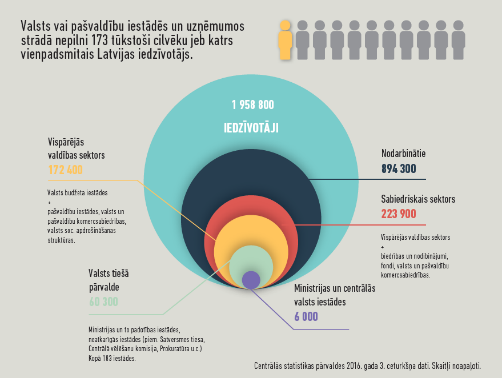 Valsts vai pašvaldību iestādēs un uzņēmumos
strādā nepilni 173 tūkstoši cilvēku jeb katrs
vienpadsmitais Latvijas iedzīvotājs.
1 958 800
IEDZĪVOTĀJI
Vispārējās
valdības sektors
172 400
Valsts budžeta iestādes
+
pašvaldību iestādes, valsts un
pašvaldību komercsabiedrības,
valsts soc. apdrošināšanas
struktūras.
Nodarbinātie
894 300
Sabiedriskais sektors
223 900
Vispārējās valdības sektors
+
biedrības un nodibinājumi,
fondi, valsts un pašvaldību
komercsabiedrības.
Valsts tiešā
pārvalde
60 300
Ministrijas un to padotības iestādes,
neatkarīgās iestādes (piem. Satversmes tiesa,
Centrālā vēlēšanu komisija, Prokuratūra u.c.)
Kopā 183 iestādes.
Ministrijas un centrālās
valsts iestādes
6 000
Centrālās statistikas pārvaldes 2016. gada 3. ceturkšņa dati. Skaitļi noapaļoti.